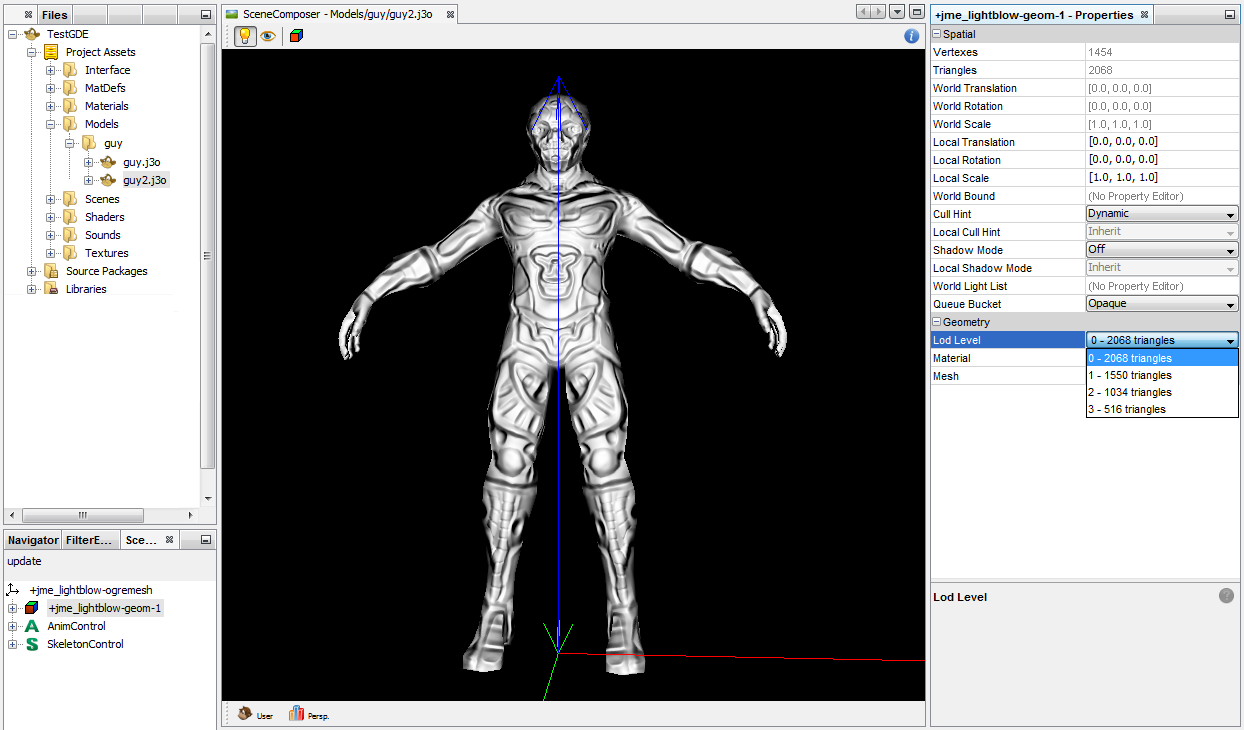 Files
TestGDE
Project Assets
Interface
MatDefs
Materials
Models
guy
guy.j3o
guy2.j3o
Scenes
Shaders
Sounds
Textures
Source Packages
Libraries
Navigator FilterE... Sce...
update
+jme_lightblow-ogremesh
+jme_lightblow-geom-1
AnimControl
SkeletonControl
SceneComposer - Models/guy/guy2.j3o
User Persp.
+jme_lightblow-geom-1 - Properties
Spatial
Vertexes 1454
Triangles 2068
World Translation [0.0, 0.0, 0.0]
World Rotation [0.0, 0.0, 0.0]
World Scale [1.0, 1.0, 1.0]
Local Translation [0.0, 0.0, 0.0]
Local Rotation [0.0, 0.0, 0.0]
Local Scale [1.0, 1.0, 1.0]
World Bound (No Property Editor)
Cull Hint Dynamic
Local Cull Hint Inherit
Shadow Mode Off
Local Shadow Mode Inherit
World Light List (No Property Editor)
Queue Bucket Opaque
Geometry
Lod Level 0 - 2068 triangles
Material 0 - 2068 triangles
Mesh 1 - 1550 triangles
2 - 1034 triangles
3 - 516 triangles
Lod Level